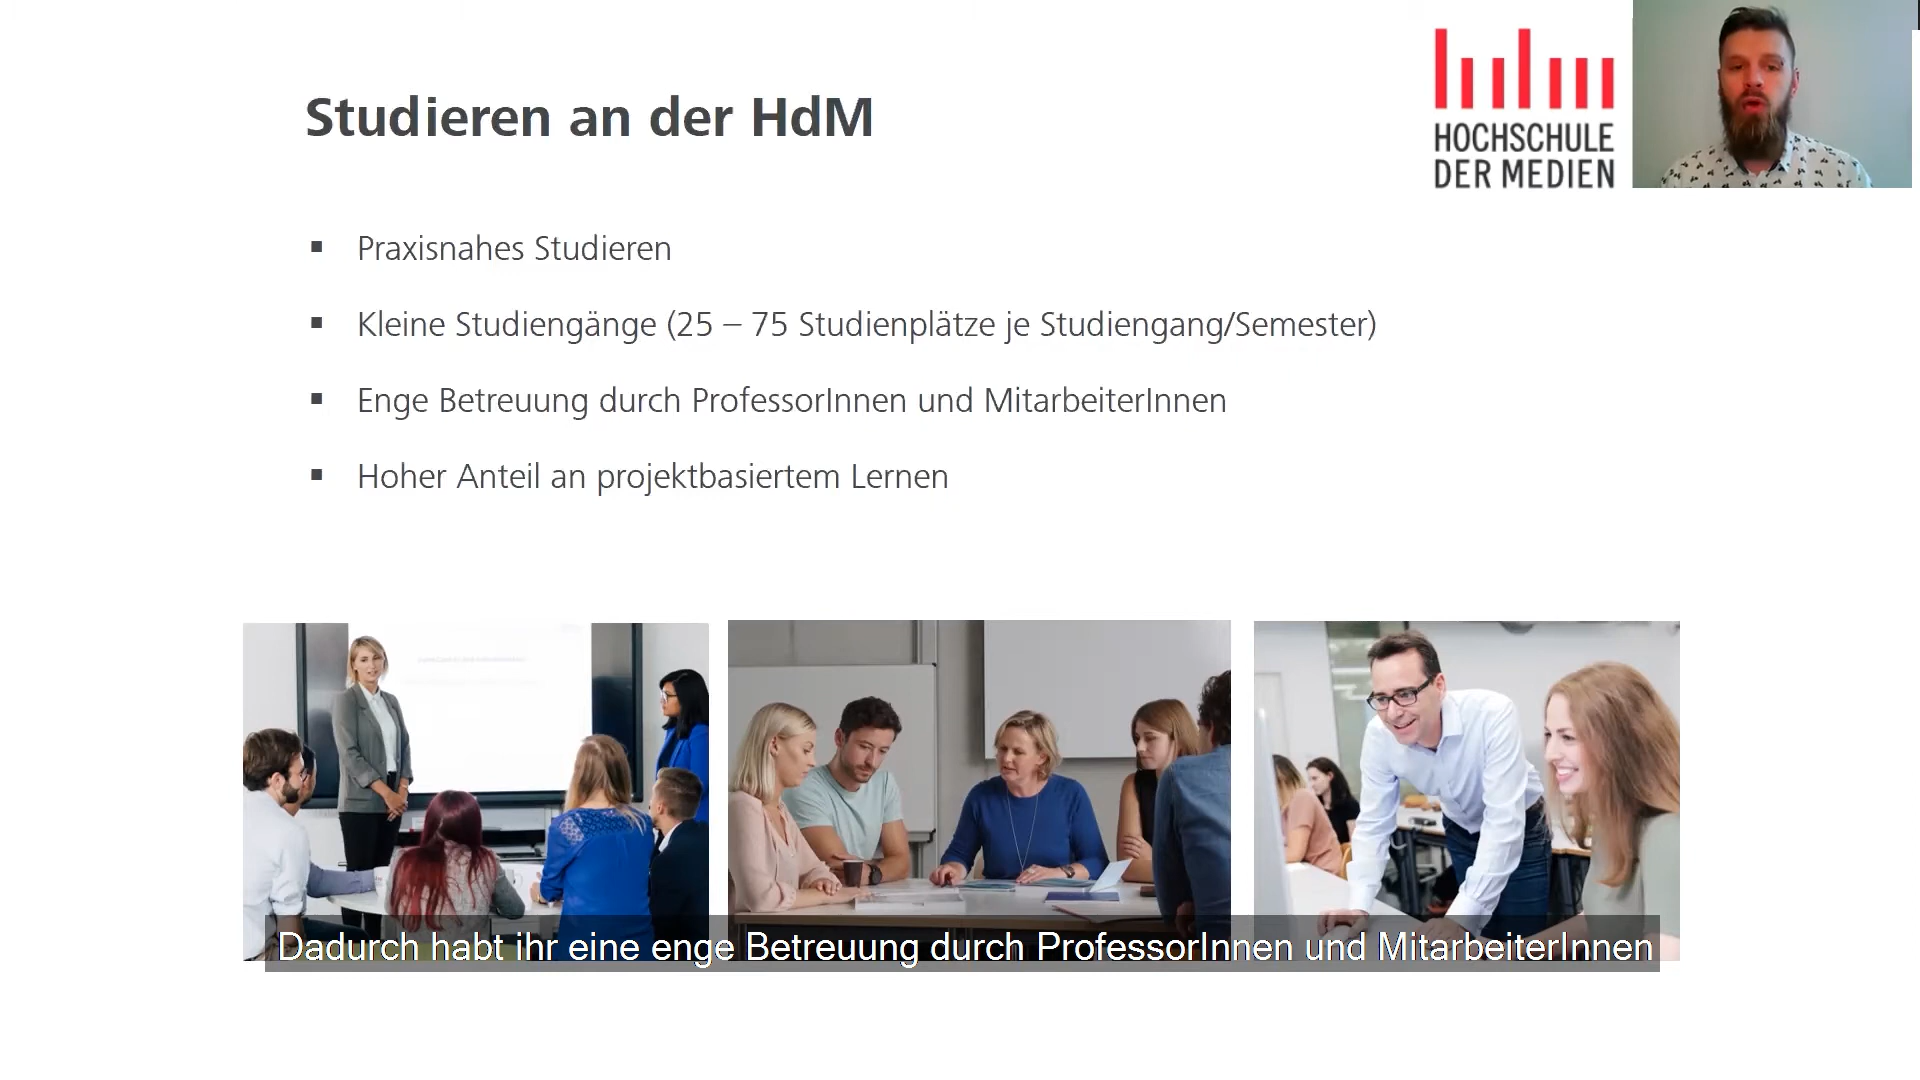 Studieren an der HdM
HOCHSCHULE
DER MEDIEN
▪ Praxisnahes Studieren
▪ Kleine Studiengänge (25 – 75 Studienplätze je Studiengang/Semester)
▪ Enge Betreuung durch ProfessorInnen und MitarbeiterInnen
▪ Hoher Anteil an projektbasiertem Lernen
Dadurch habt ihr eine enge Betreuung durch ProfessorInnen und MitarbeiterInnen